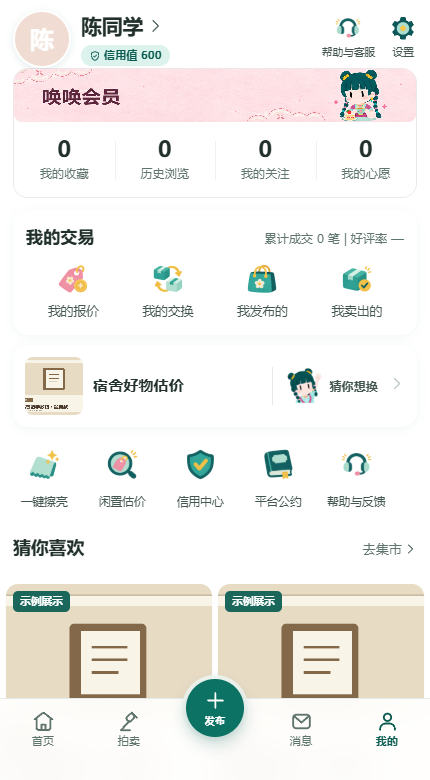 陈
陈同学
信用值 600
帮助与客服
设置
唤唤会员
0
0
0
0
我的收藏
历史浏览
我的关注
我的心愿
我的交易
累计成交 0 笔 | 好评率 —
我的报价
我的交换
我发布的
我卖出的
宿舍好物估价
猜你想换
一键擦亮
闲置估价
信用中心
平台公约
帮助与反馈
猜你喜欢
去集市
示例展示
示例展示
发布
首页
拍卖
消息
我的